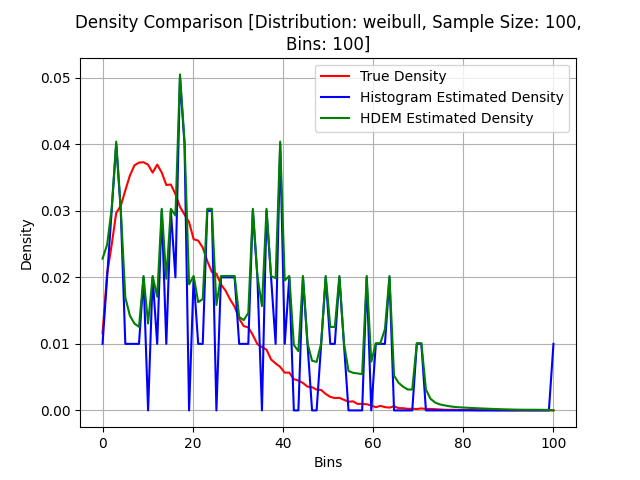 Density Comparison [Distribution: weibull, Sample Size: 100,
Bins: 100]
True Density
Histogram Estimated Density
HDEM Estimated Density
Density
0.05
0.04
0.03
0.02
0.01
0.00
0 20 40 60 80 100
Bins